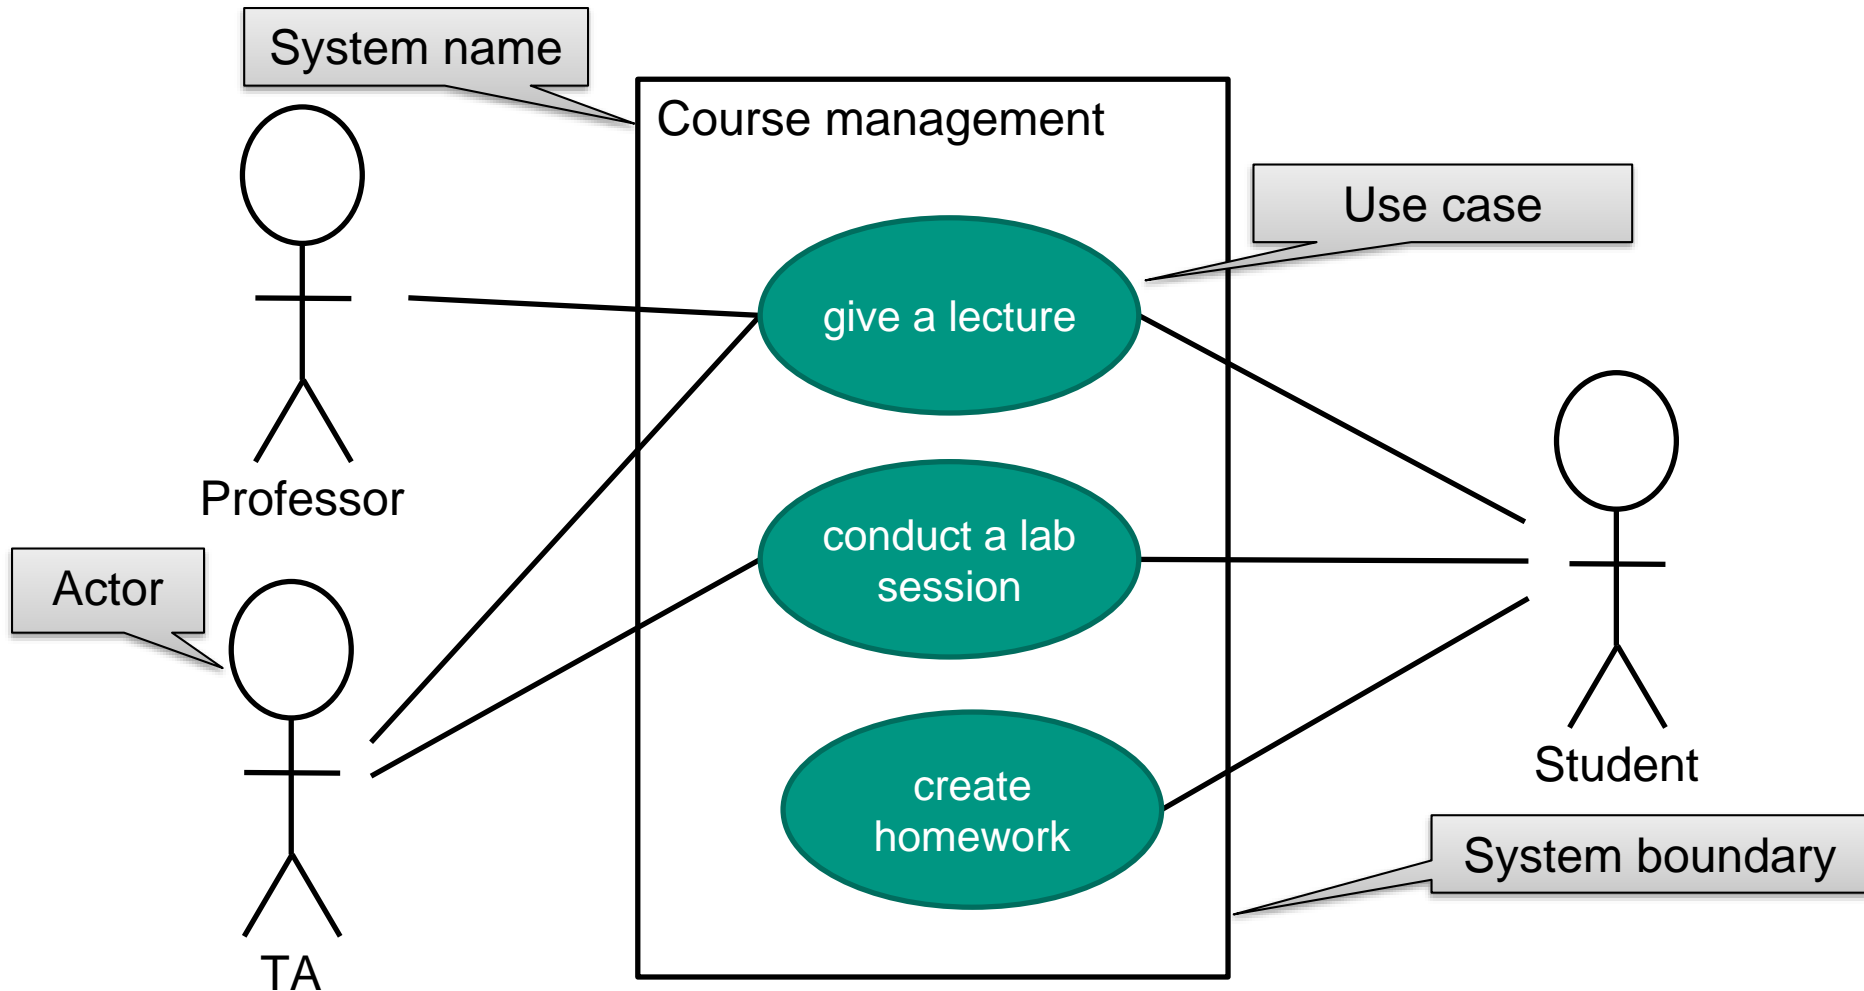 System name
Course management
Use case
give a lecture
Professor
conduct a lab
session
Actor
Student
create
homework
System boundary
TA